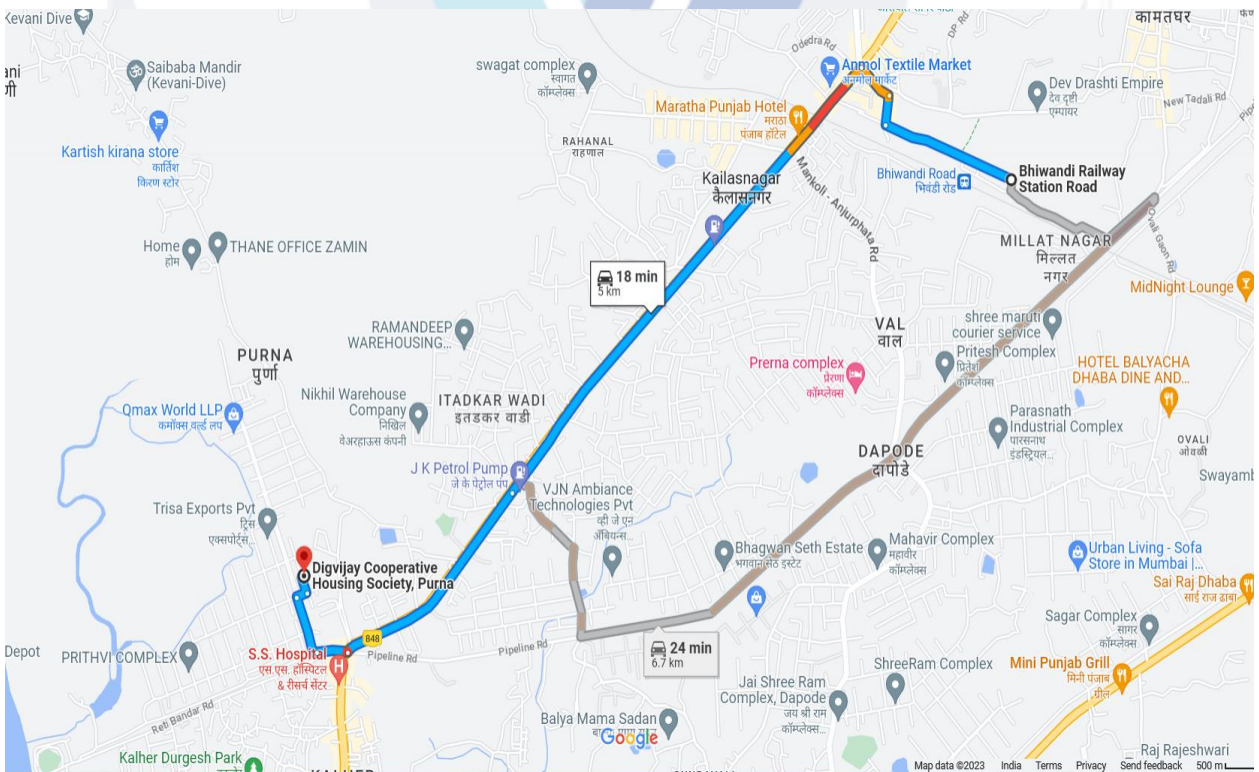 Kevani Dive
कामतघर
Odedra Rd
DP Rd
Saibaba Mandir
(Kevani-Dive)
swagat complex
स्वागत
कॉम्प्लेक्स
Anmol Textile Market
अनमोल मार्केट
Dev Drashti Empire
देव दृष्टी
एम्पायर
New Tadali Rd
Maratha Punjab Hotel
मराठा
पंजाब हॉटेल
Kartish kirana store
कार्तिश
किरण स्टोर
RAHANAL
राहणाल
Kailasnagar
कैलासनगर
Mankoli - Anjurphata Rd
Bhiwandi Road
भिवंडी रोड
Bhiwandi Railway
Station Road
Ovali Gaon Rd
Home
होम
THANE OFFICE ZAMIN
MILLAT NAGAR
मिल्लत
नगर
MidNight Lounge
18 min
5 km
RAMANDEEP
WAREHOUSING...
VAL
वाल
shree maruti
courier service
Pritesh Complex
प्रितेश
कॉम्प्लेक्स
PURNA
पुर्णा
Prerna complex
प्रेरणा
कॉम्प्लेक्स
HOTEL BALYACHA
DHABA DINE AND...
Nikhil Warehouse
Company
निखिल
वेअरहाऊस कंपनी
ITADKAR WADI
इतडकर वाडी
Qmax World LLP
कमॉक्स वर्ल्ड लप
Parasnath
Industrial Complex
पारसनाथ
इंडस्ट्रियल...
OVALI
ओवळी
DAPODE
दापोडे
J K Petrol Pump
जे के पेट्रोल पंप
Swayamb
VJN Ambiance
Technologies Pvt
व्ही जे एन
अँबियन्स...
Trisa Exports Pvt
ट्रिस
एक्सपोर्ट्स...
Bhagwan Seth Estate
भगवान सेठ इस्टेट
Mahavir Complex
महावीर
कॉम्प्लेक्स
Urban Living - Sofa
Store in Mumbai |...
Digvijay Cooperative
Housing Society, Purna
Sai Raj Dhaba
साई राज ढाबा
Sagar Complex
सागर
कॉम्प्लेक्स
848
Pipeline Rd
Pipeline Rd
24 min
6.7 km
Depot
PRITHVI COMPLEX
S.S. Hospital
एस.एस. हॉस्पिटल
& रीसर्च सेंटर
ShreeRam Complex
Mini Punjab Grill
मिनी पंजाब
ग्रील
Jai Shree Ram
Complex, Dapode
जय श्री राम
कॉम्प्लेक्स...
Reti Bandar Rd
Balya Mama Sadan
Google
Kalher Durgesh Park
Raj Rajeshwari
Map data ©2023 India Terms Privacy Send feedback 500 m